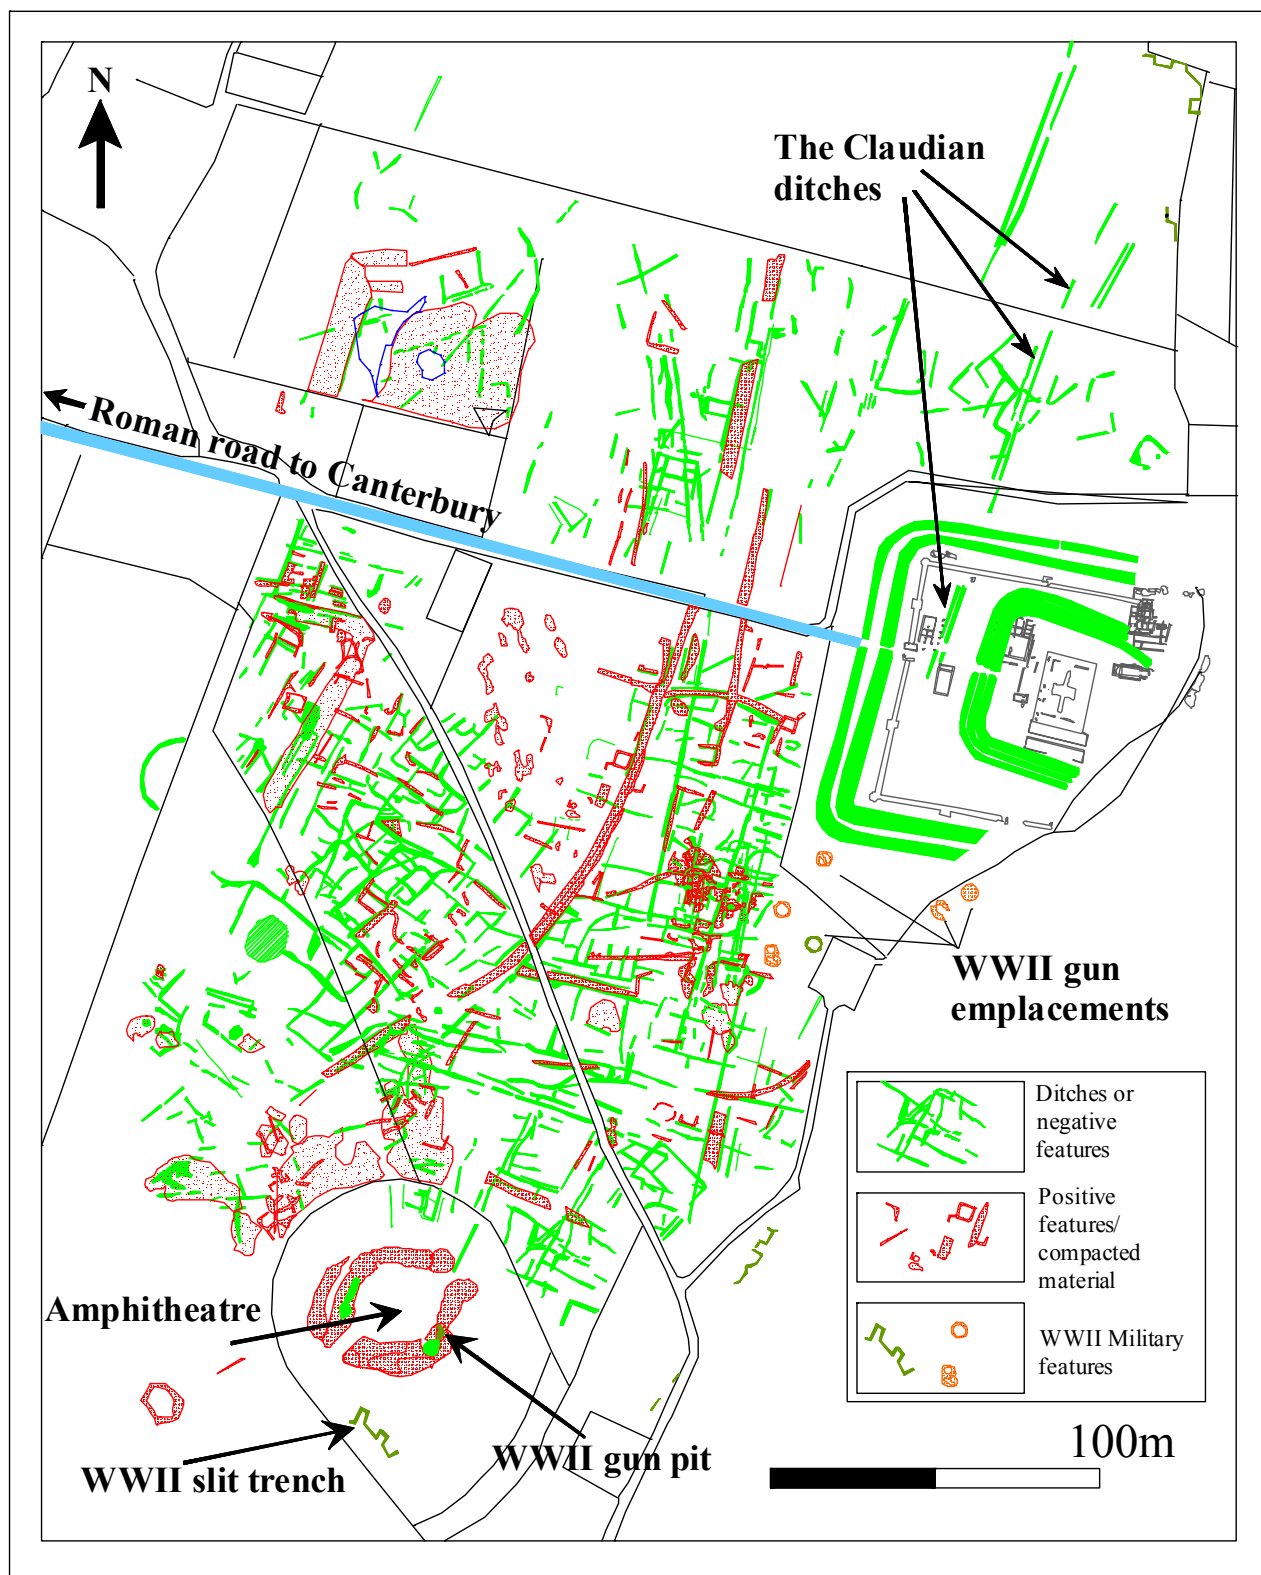 N
The Claudian
ditches
Roman road to Canterbury
WWII gun
emplacements
Ditches or
negative
features
Positive
features/
compacted
material
WWII Military
features
Amphitheatre
WWII slit trench
WWII gun pit
100m